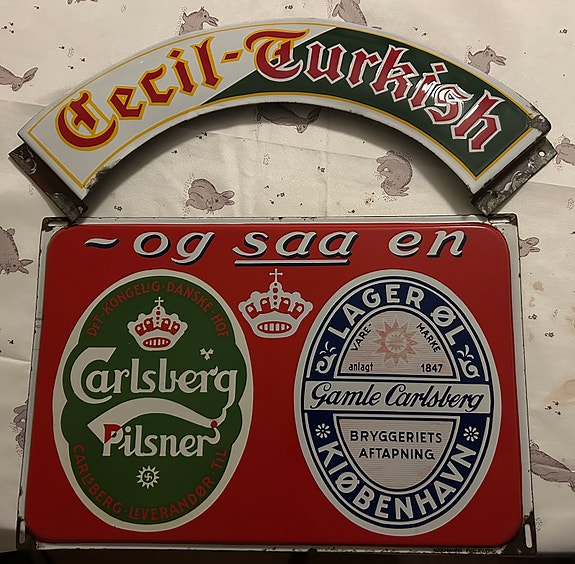 Cecil-Turkish
- og saa en
DET·KONGELIG·DANSKE·HOF
Carlsberg
Pilsner
CARLSBERG·LEVERANDØR·TIL
LAGER ØL
VARE MÆRKE
anlagt 1847
Gamle Carlsberg
BRYGGERIETS
AFTAPNING
KIØBENHAVN